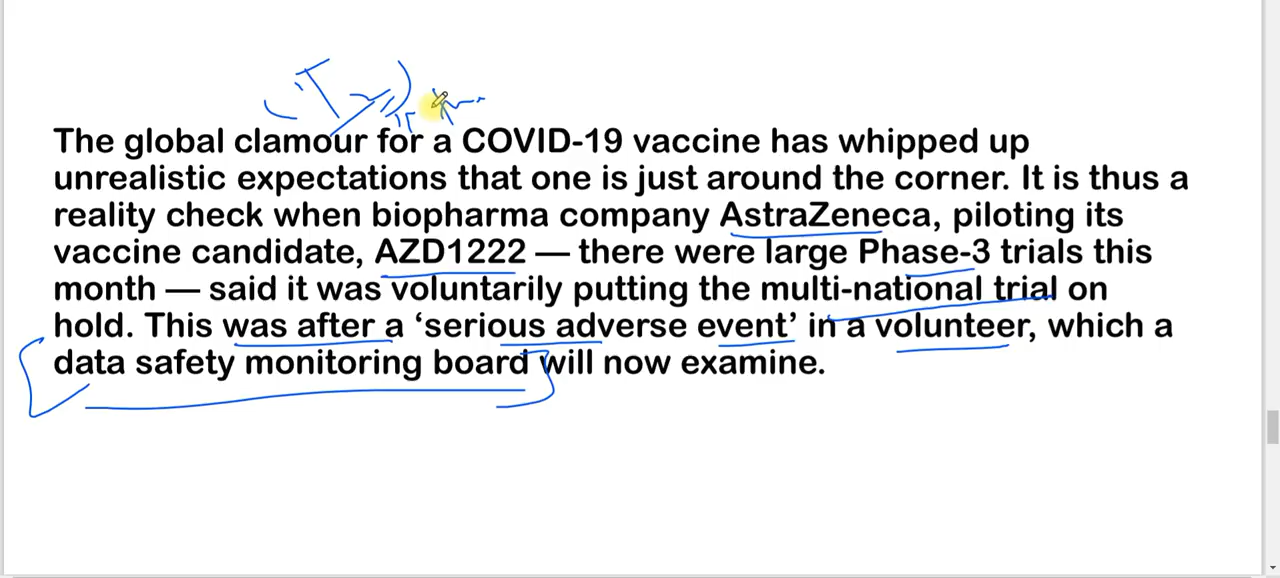 The global clamour for a COVID-19 vaccine has whipped up
unrealistic expectations that one is just around the corner. It is thus a
reality check when biopharma company AstraZeneca, piloting its
vaccine candidate, AZD1222 — there were large Phase-3 trials this
month — said it was voluntarily putting the multi-national trial on
hold. This was after a ‘serious adverse event’ in a volunteer, which a
data safety monitoring board will now examine.